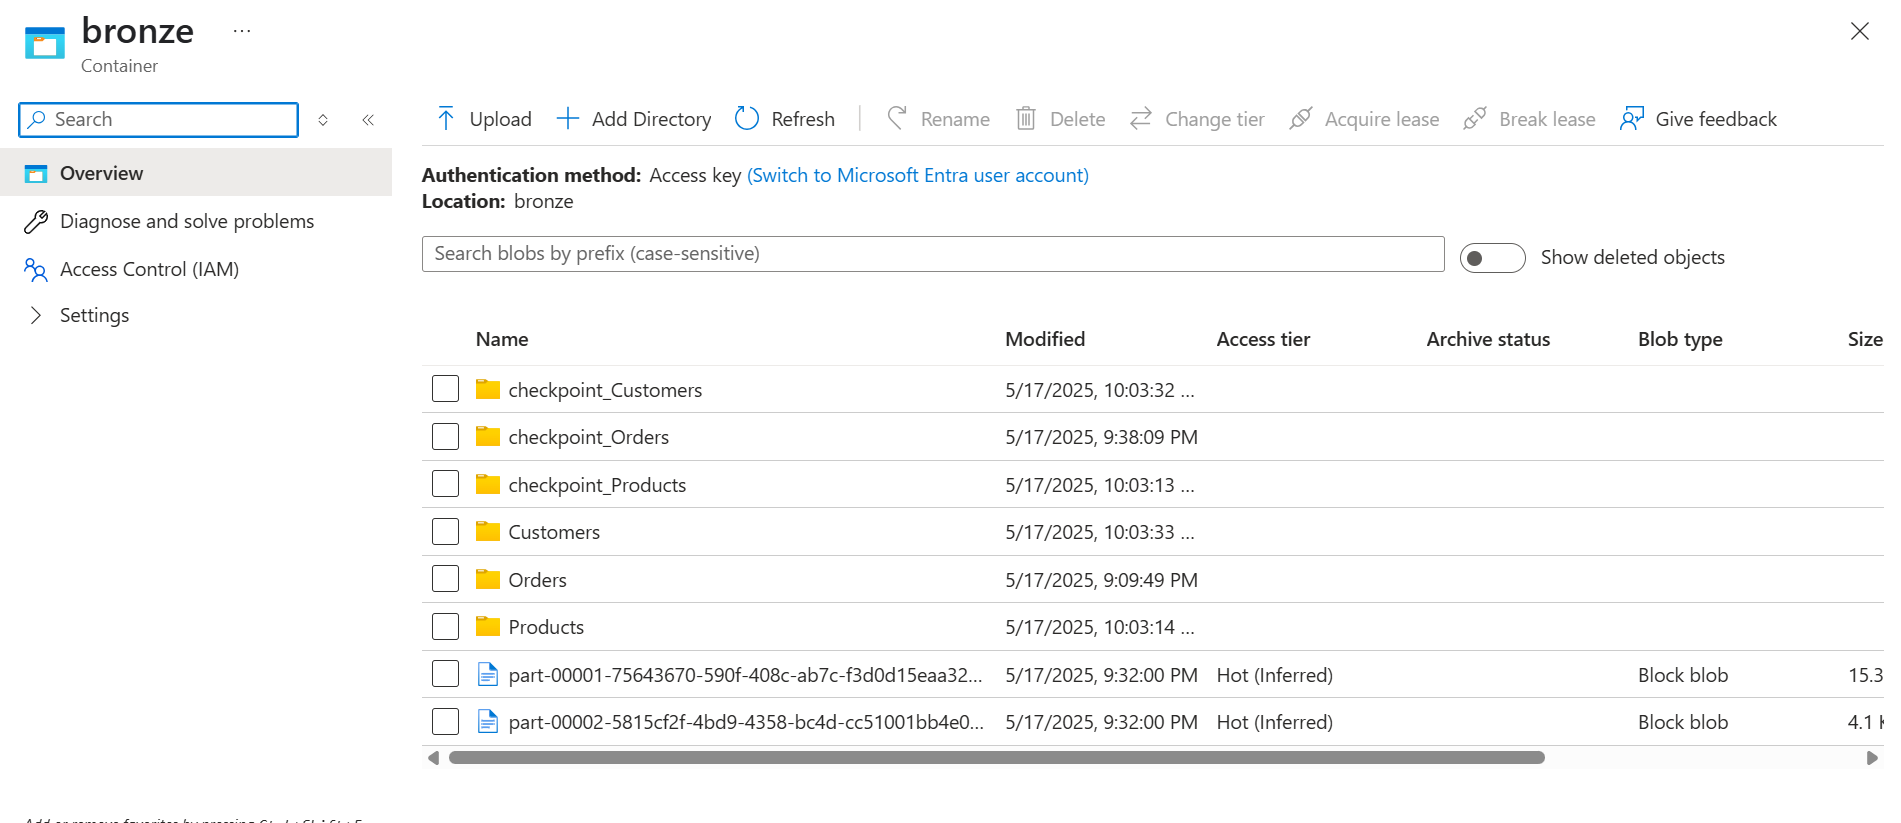 bronze ...
Container
Search
Upload Add Directory Refresh Rename Delete Change tier Acquire lease Break lease Give feedback
Overview
Diagnose and solve problems
Access Control (IAM)
Settings
Authentication method: Access key (Switch to Microsoft Entra user account)
Location: bronze
Search blobs by prefix (case-sensitive)
Show deleted objects
Name Modified Access tier Archive status Blob type Size
checkpoint_Customers 5/17/2025, 10:03:32 ...
checkpoint_Orders 5/17/2025, 9:38:09 PM
checkpoint_Products 5/17/2025, 10:03:13 ...
Customers 5/17/2025, 10:03:33 ...
Orders 5/17/2025, 9:09:49 PM
Products 5/17/2025, 10:03:14 ...
part-00001-75643670-590f-408c-ab7c-f3d0d15eaa32... 5/17/2025, 9:32:00 PM Hot (Inferred) Block blob 15.3
part-00002-5815cf2f-4bd9-4358-bc4d-cc51001bb4e0... 5/17/2025, 9:32:00 PM Hot (Inferred) Block blob 4.1